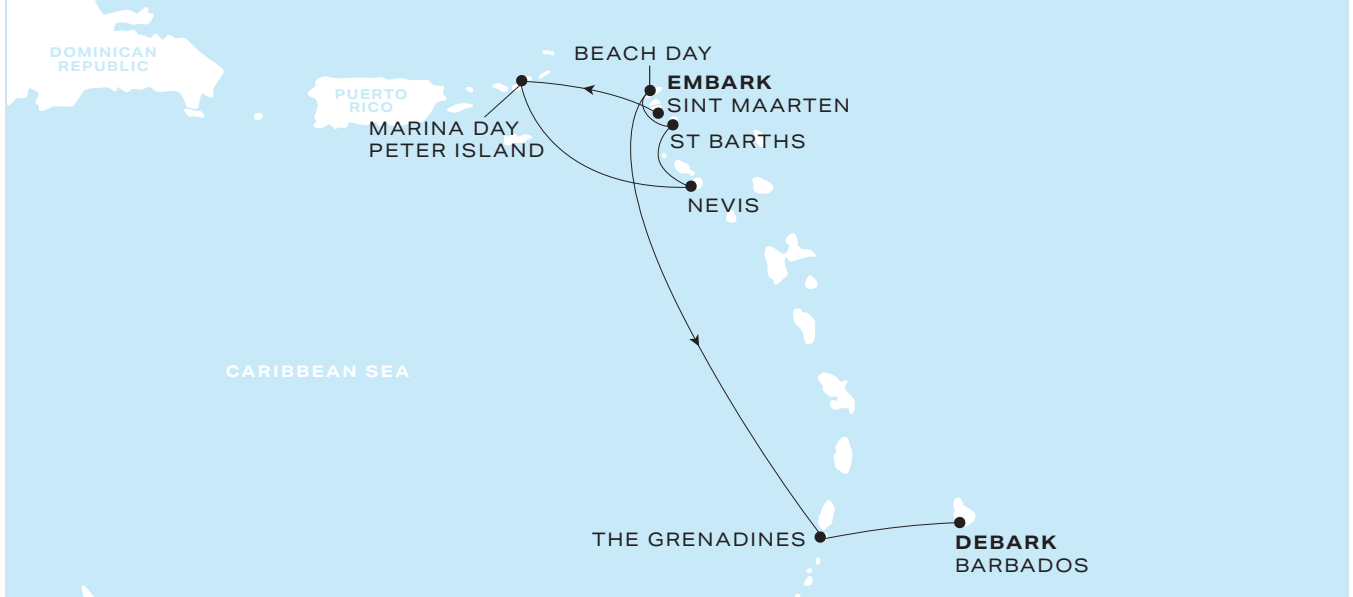 DOMINICAN
REPUBLIC
PUERTO
RICO
BEACH DAY
EMBARK
SINT MAARTEN
MARINA DAY
PETER ISLAND
ST BARTHS
NEVIS
CARIBBEAN SEA
THE GRENADINES
DEBARK
BARBADOS